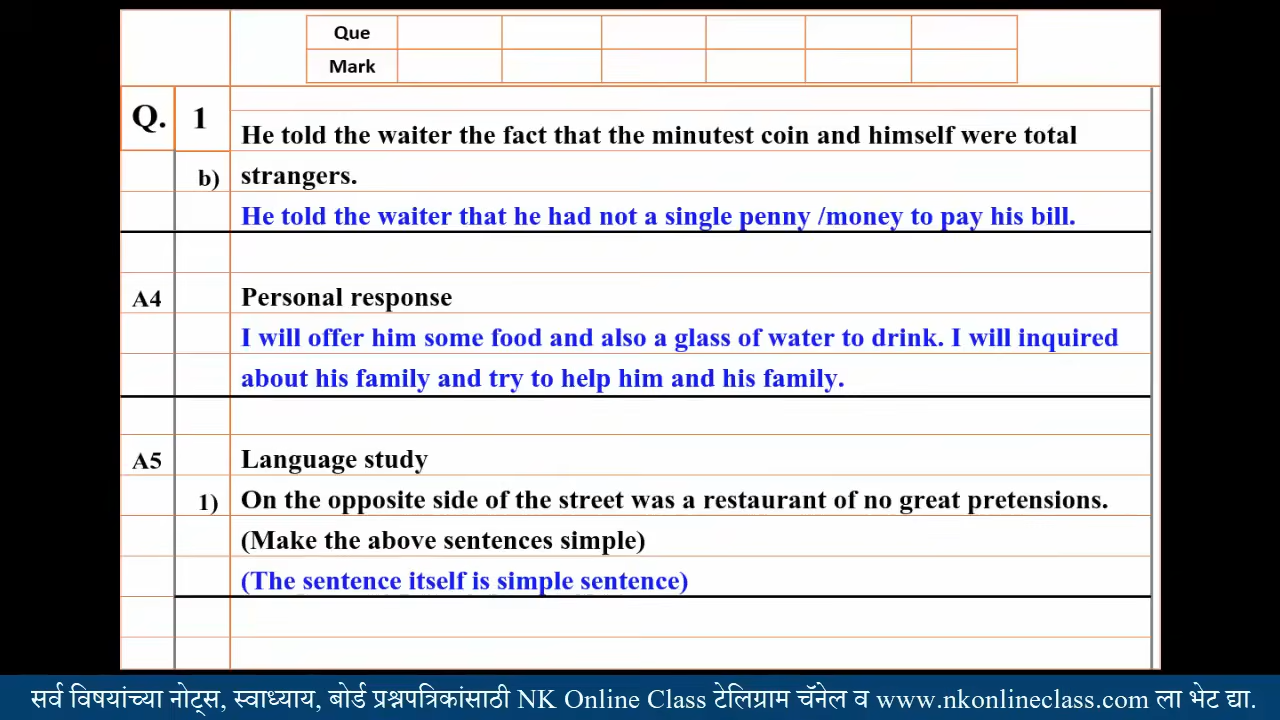 Que
Mark
Q. 1
He told the waiter the fact that the minutest coin and himself were total
b) strangers.
He told the waiter that he had not a single penny /money to pay his bill.
A4 Personal response
I will offer him some food and also a glass of water to drink. I will inquired
about his family and try to help him and his family.
A5 Language study
1) On the opposite side of the street was a restaurant of no great pretensions.
(Make the above sentences simple)
(The sentence itself is simple sentence)
सर्व विषयांच्या नोट्स, स्वाध्याय, बोर्ड प्रश्नपत्रिकांसाठी NK Online Class टेलिग्राम चॅनेल व www.nkonlineclass.com ला भेट द्या.